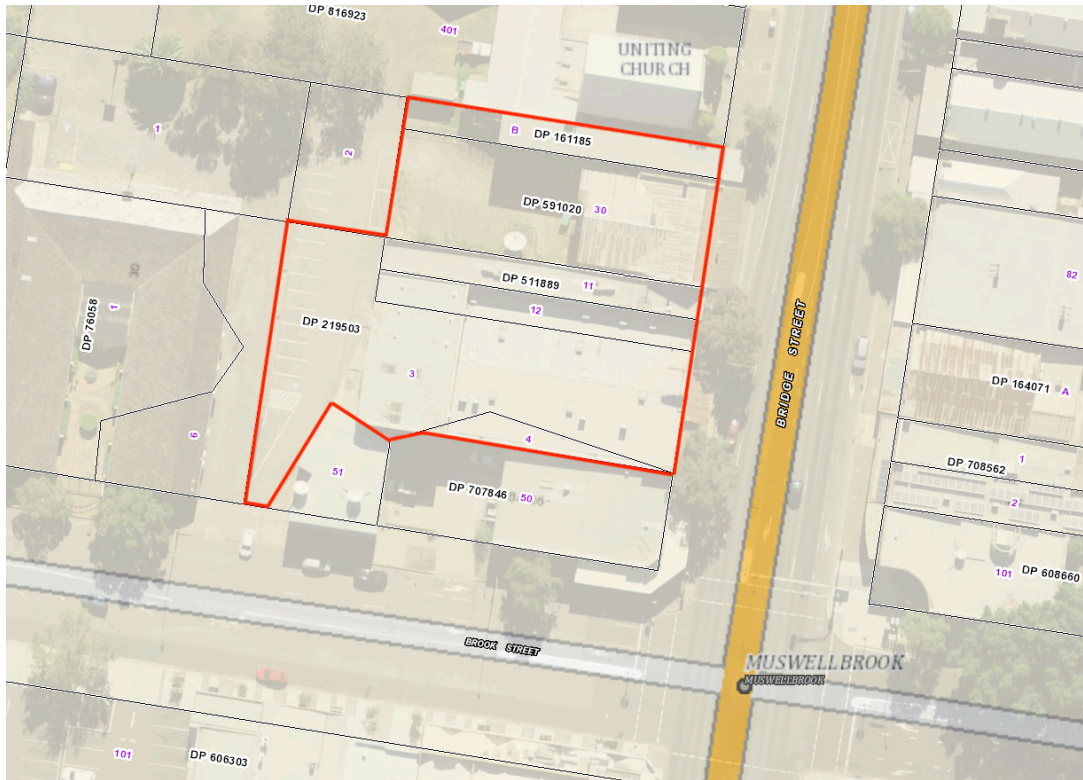 DP 816923
401
UNITING
CHURCH
1
2
B DP 161185
DP 591020 30
82
30
DP 76058
1
DP 511889 11
12
DP 219503
BRIDGE STREET
3
DP 164071 A
4
6
51
DP 707846 50
1
DP 708562
2
101 DP 608660
BROOK STREET
MUSWELLBROOK
MUSWELLBROOK
101
DP 606303